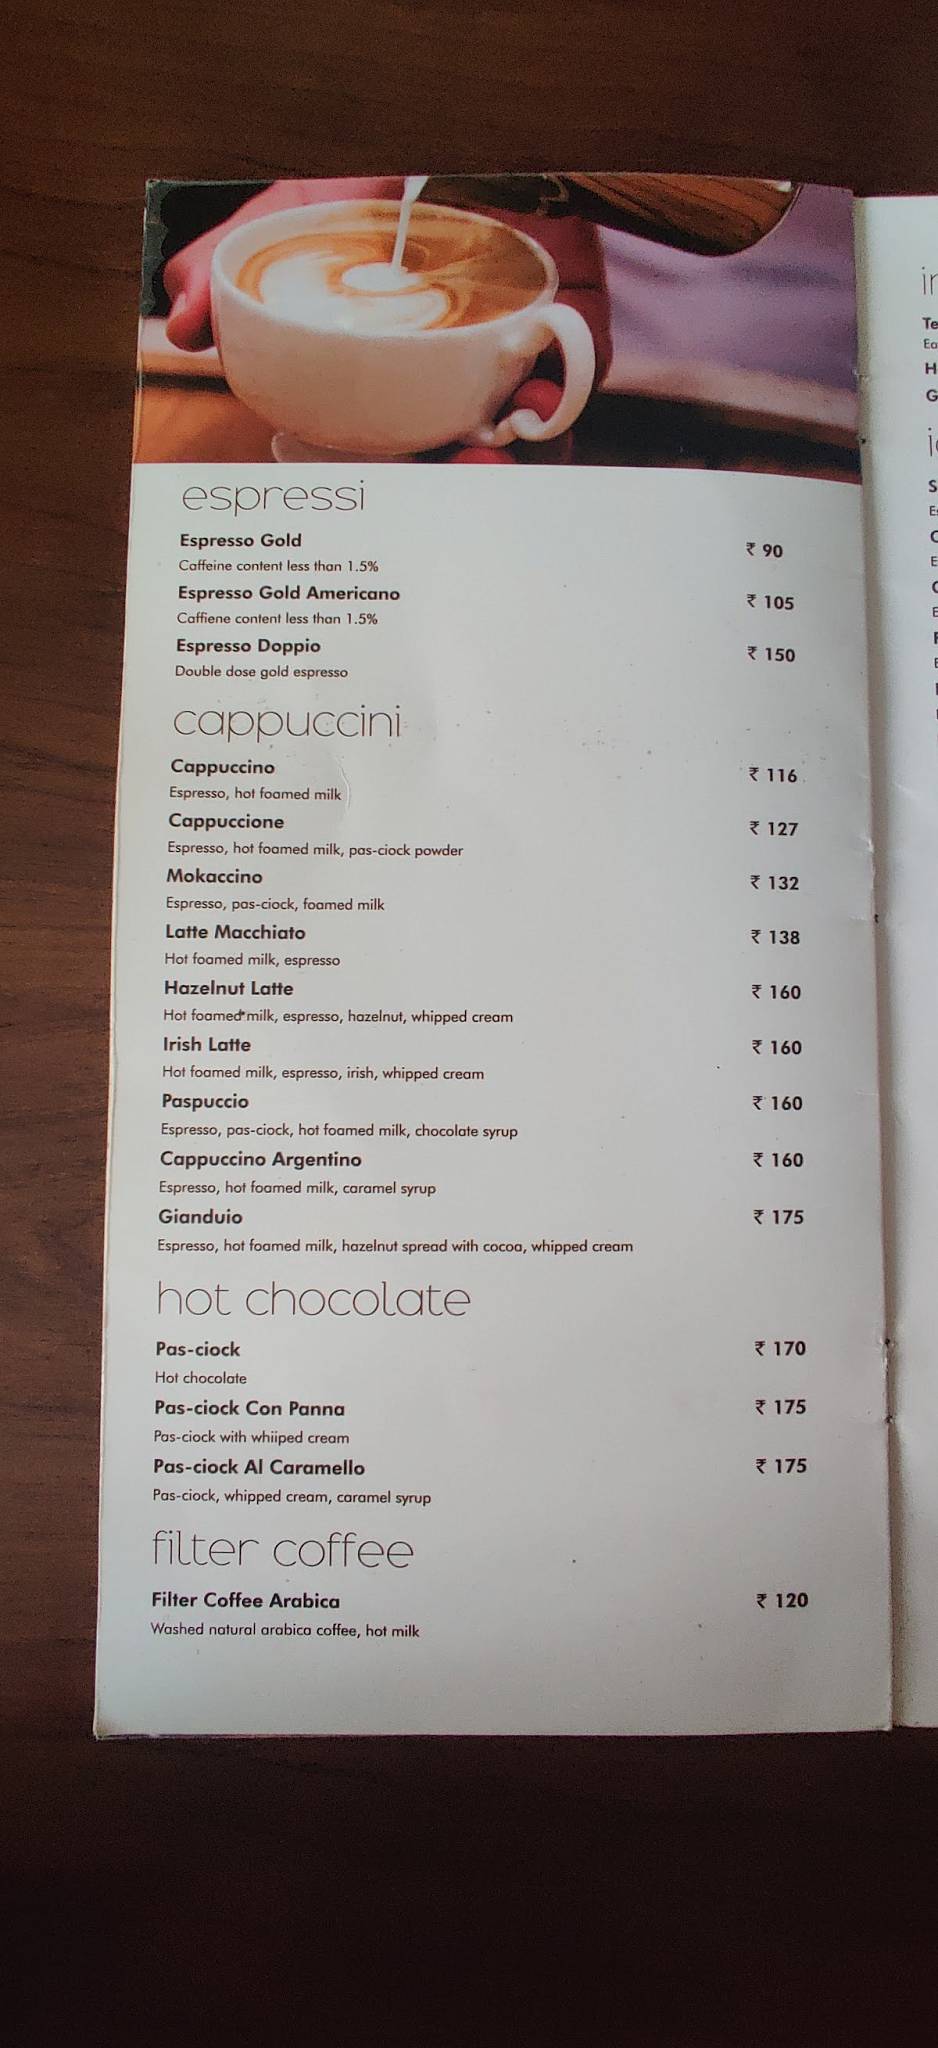 espressi
Espresso Gold ₹ 90
Caffeine content less than 1.5%
Espresso Gold Americano ₹ 105
Caffiene content less than 1.5%
Espresso Doppio ₹ 150
Double dose gold espresso
cappuccini
Cappuccino ₹ 116
Espresso, hot foamed milk
Cappuccione ₹ 127
Espresso, hot foamed milk, pas-ciock powder
Mokaccino ₹ 132
Espresso, pas-ciock, foamed milk
Latte Macchiato ₹ 138
Hot foamed milk, espresso
Hazelnut Latte ₹ 160
Hot foamed milk, espresso, hazelnut, whipped cream
Irish Latte ₹ 160
Hot foamed milk, espresso, irish, whipped cream
Paspuccio ₹ 160
Espresso, pas-ciock, hot foamed milk, chocolate syrup
Cappuccino Argentino ₹ 160
Espresso, hot foamed milk, caramel syrup
Gianduio ₹ 175
Espresso, hot foamed milk, hazelnut spread with cocoa, whipped cream
hot chocolate
Pas-ciock ₹ 170
Hot chocolate
Pas-ciock Con Panna ₹ 175
Pas-ciock with whiiped cream
Pas-ciock Al Caramello ₹ 175
Pas-ciock, whipped cream, caramel syrup
filter coffee
Filter Coffee Arabica ₹ 120
Washed natural arabica coffee, hot milk